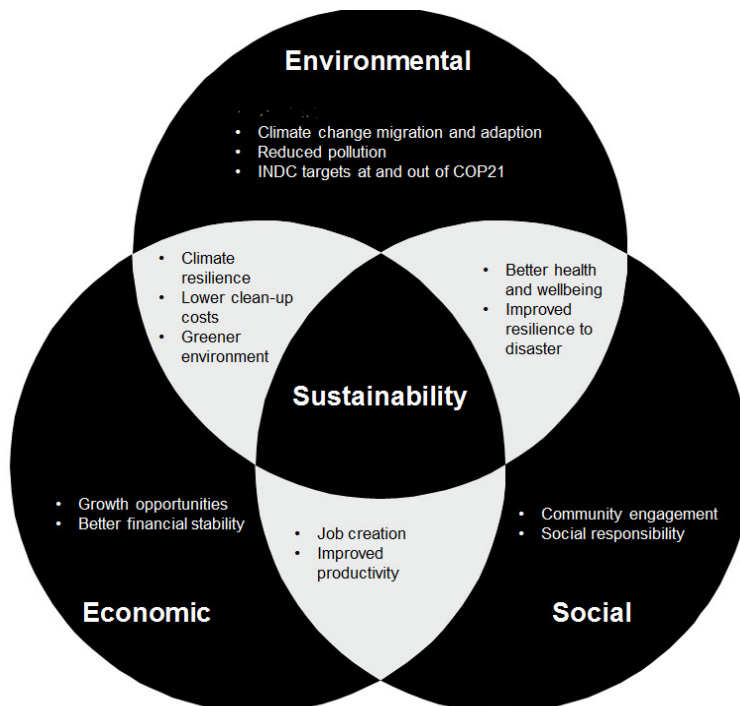 Environmental
• Climate change migration and adaption
• Reduced pollution
• INDC targets at and out of COP21
• Climate
resilience
• Lower clean-up
costs
• Greener
environment
• Better health
and wellbeing
• Improved
resilience to
disaster
Sustainability
• Growth opportunities
• Better financial stability
• Job creation
• Improved
productivity
• Community engagement
• Social responsibility
Economic
Social